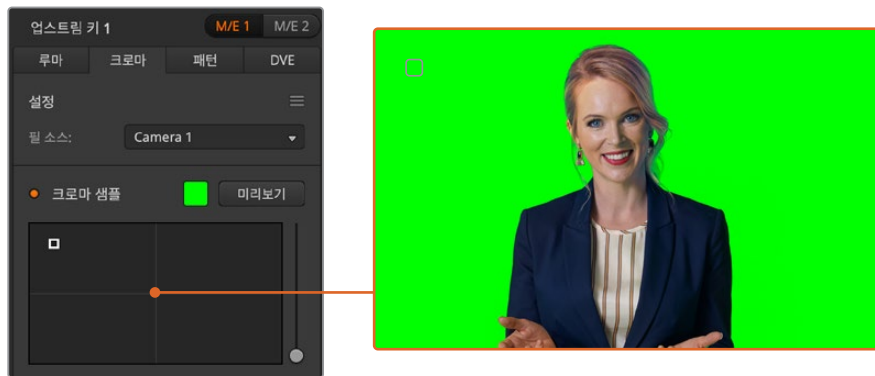 업스트림 키 1 M/E 1 M/E 2
루마 크로마 패턴 DVE
설정
필 소스: Camera 1
크로마 샘플 미리보기